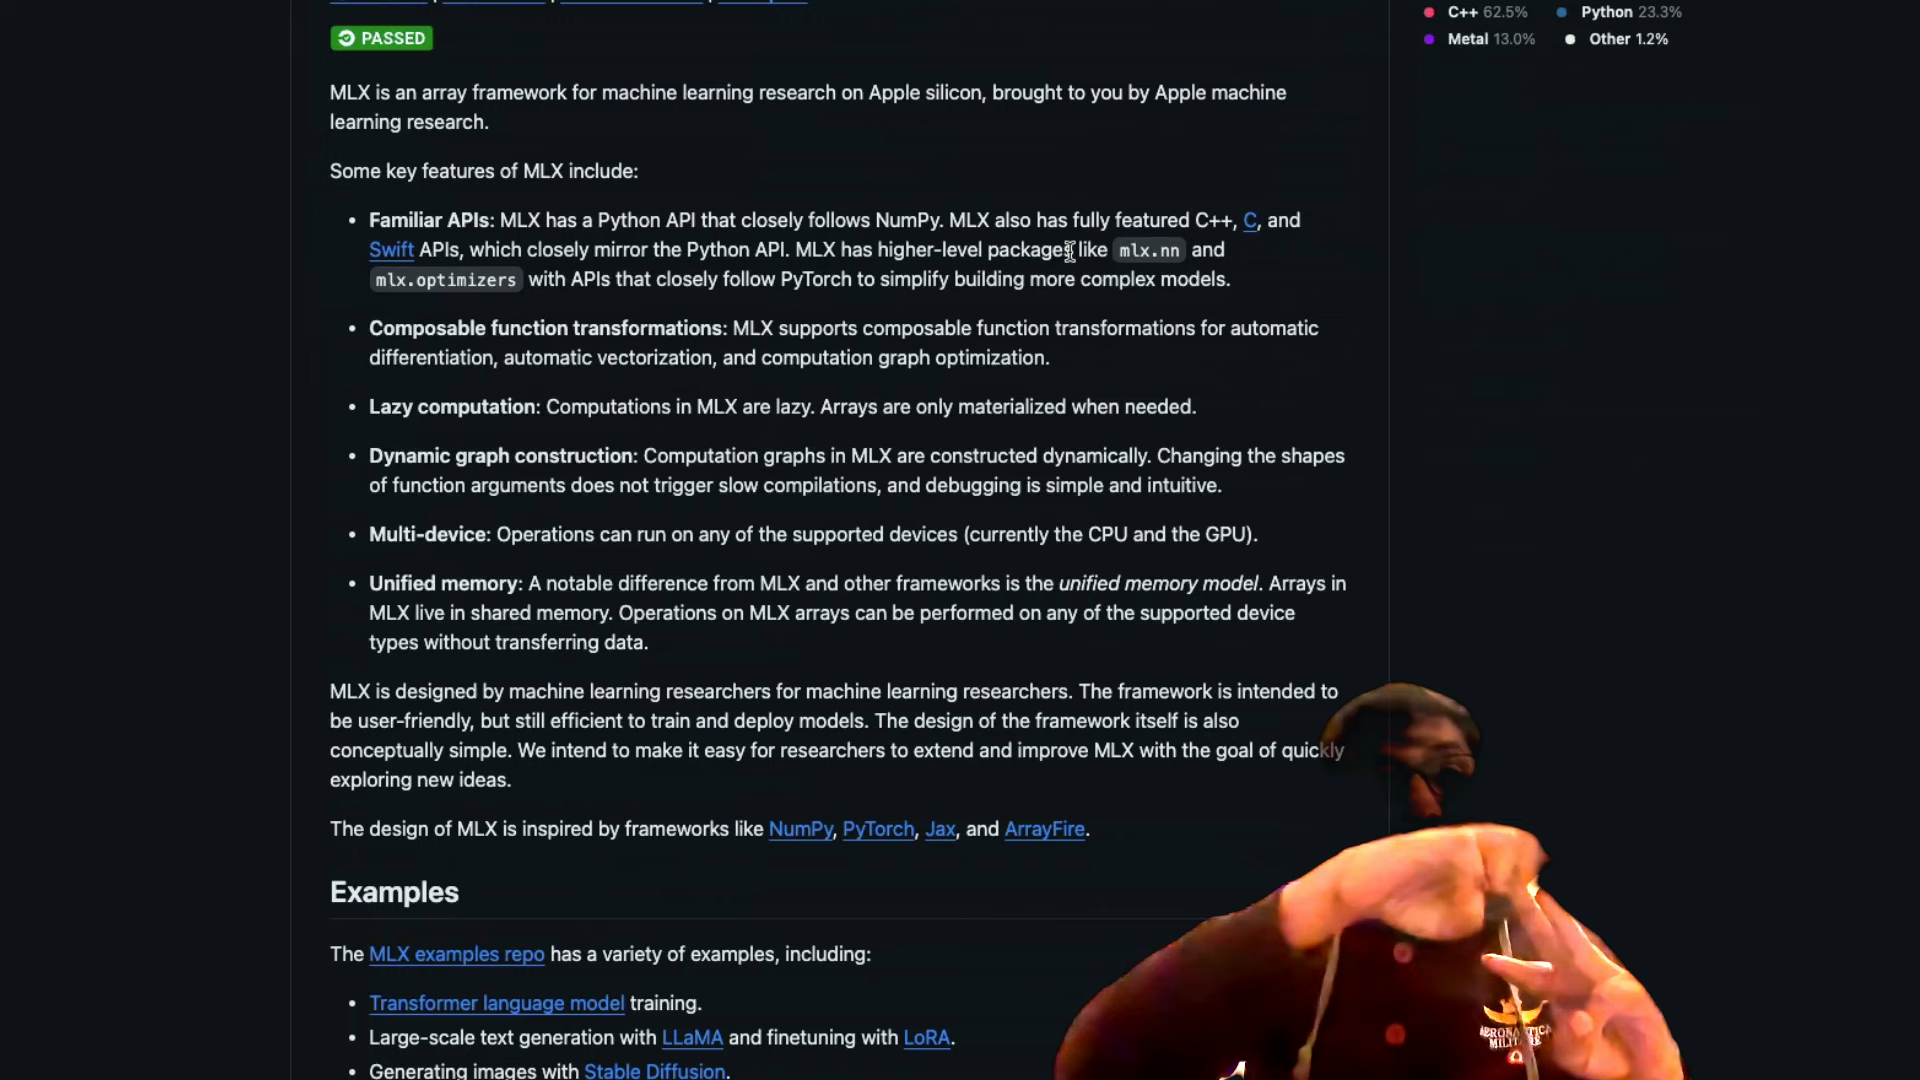 C++ 62.5% Python 23.3%
Metal 13.0% Other 1.2%
PASSED
MLX is an array framework for machine learning research on Apple silicon, brought to you by Apple machine
learning research.
Some key features of MLX include:
• Familiar APIs: MLX has a Python API that closely follows NumPy. MLX also has fully featured C++, C, and
Swift APIs, which closely mirror the Python API. MLX has higher-level packages like mlx.nn and
mlx.optimizers with APIs that closely follow PyTorch to simplify building more complex models.
• Composable function transformations: MLX supports composable function transformations for automatic
differentiation, automatic vectorization, and computation graph optimization.
• Lazy computation: Computations in MLX are lazy. Arrays are only materialized when needed.
• Dynamic graph construction: Computation graphs in MLX are constructed dynamically. Changing the shapes
of function arguments does not trigger slow compilations, and debugging is simple and intuitive.
• Multi-device: Operations can run on any of the supported devices (currently the CPU and the GPU).
• Unified memory: A notable difference from MLX and other frameworks is the unified memory model. Arrays in
MLX live in shared memory. Operations on MLX arrays can be performed on any of the supported device
types without transferring data.
MLX is designed by machine learning researchers for machine learning researchers. The framework is intended to
be user-friendly, but still efficient to train and deploy models. The design of the framework itself is also
conceptually simple. We intend to make it easy for researchers to extend and improve MLX with the goal of quickly
exploring new ideas.
The design of MLX is inspired by frameworks like NumPy, PyTorch, Jax, and ArrayFire.
Examples
The MLX examples repo has a variety of examples, including:
• Transformer language model training.
• Large-scale text generation with LLaMA and finetuning with LoRA.
• Generating images with Stable Diffusion.